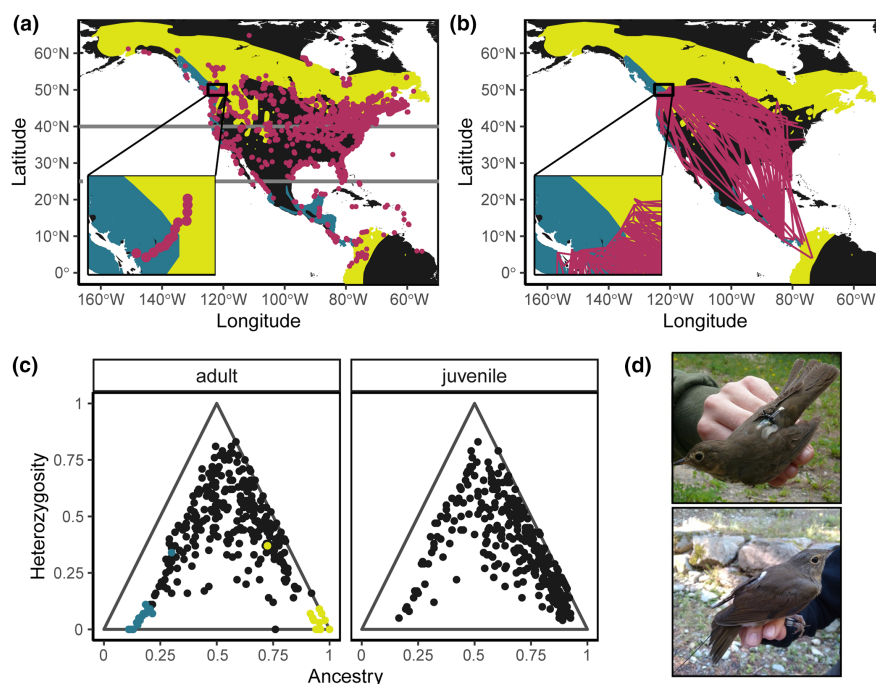 (a)
60°N
50°N
40°N
30°N
20°N
10°N
0°
Latitude
160°W 140°W 120°W 100°W 80°W 60°W
Longitude
(b)
60°N
50°N
40°N
30°N
20°N
10°N
0°
Latitude
160°W 140°W 120°W 100°W 80°W 60°W
Longitude
(c)
adult
juvenile
1
0.75
0.50
0.25
0
Heterozygosity
0 0.25 0.5 0.75 1
0 0.25 0.5 0.75 1
Ancestry
(d)